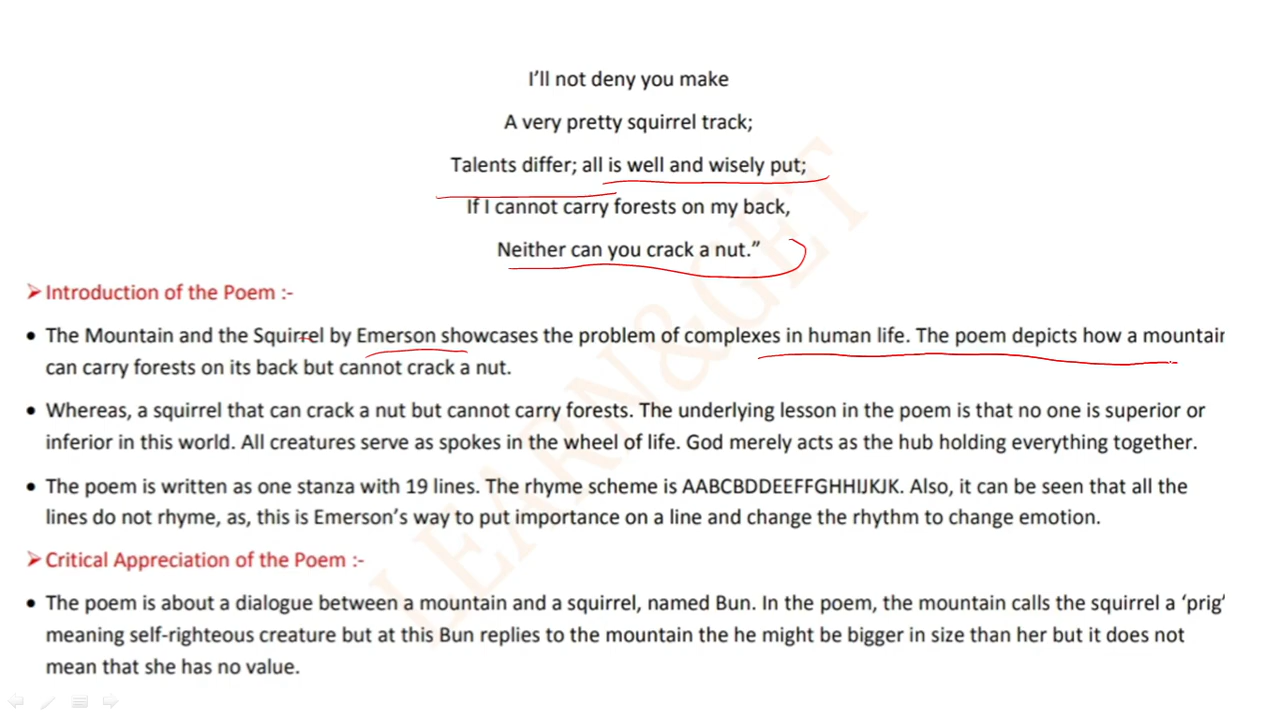 I’ll not deny you make
A very pretty squirrel track;
Talents differ; all is well and wisely put;
If I cannot carry forests on my back,
Neither can you crack a nut.”
➢Introduction of the Poem :-
• The Mountain and the Squirrel by Emerson showcases the problem of complexes in human life. The poem depicts how a mountain
can carry forests on its back but cannot crack a nut.
• Whereas, a squirrel that can crack a nut but cannot carry forests. The underlying lesson in the poem is that no one is superior or
inferior in this world. All creatures serve as spokes in the wheel of life. God merely acts as the hub holding everything together.
• The poem is written as one stanza with 19 lines. The rhyme scheme is AABCBDDEEFFGHHIJKJK. Also, it can be seen that all the
lines do not rhyme, as, this is Emerson’s way to put importance on a line and change the rhythm to change emotion.
➢Critical Appreciation of the Poem :-
• The poem is about a dialogue between a mountain and a squirrel, named Bun. In the poem, the mountain calls the squirrel a ‘prig’
meaning self-righteous creature but at this Bun replies to the mountain the he might be bigger in size than her but it does not
mean that she has no value.
LEARN&GET